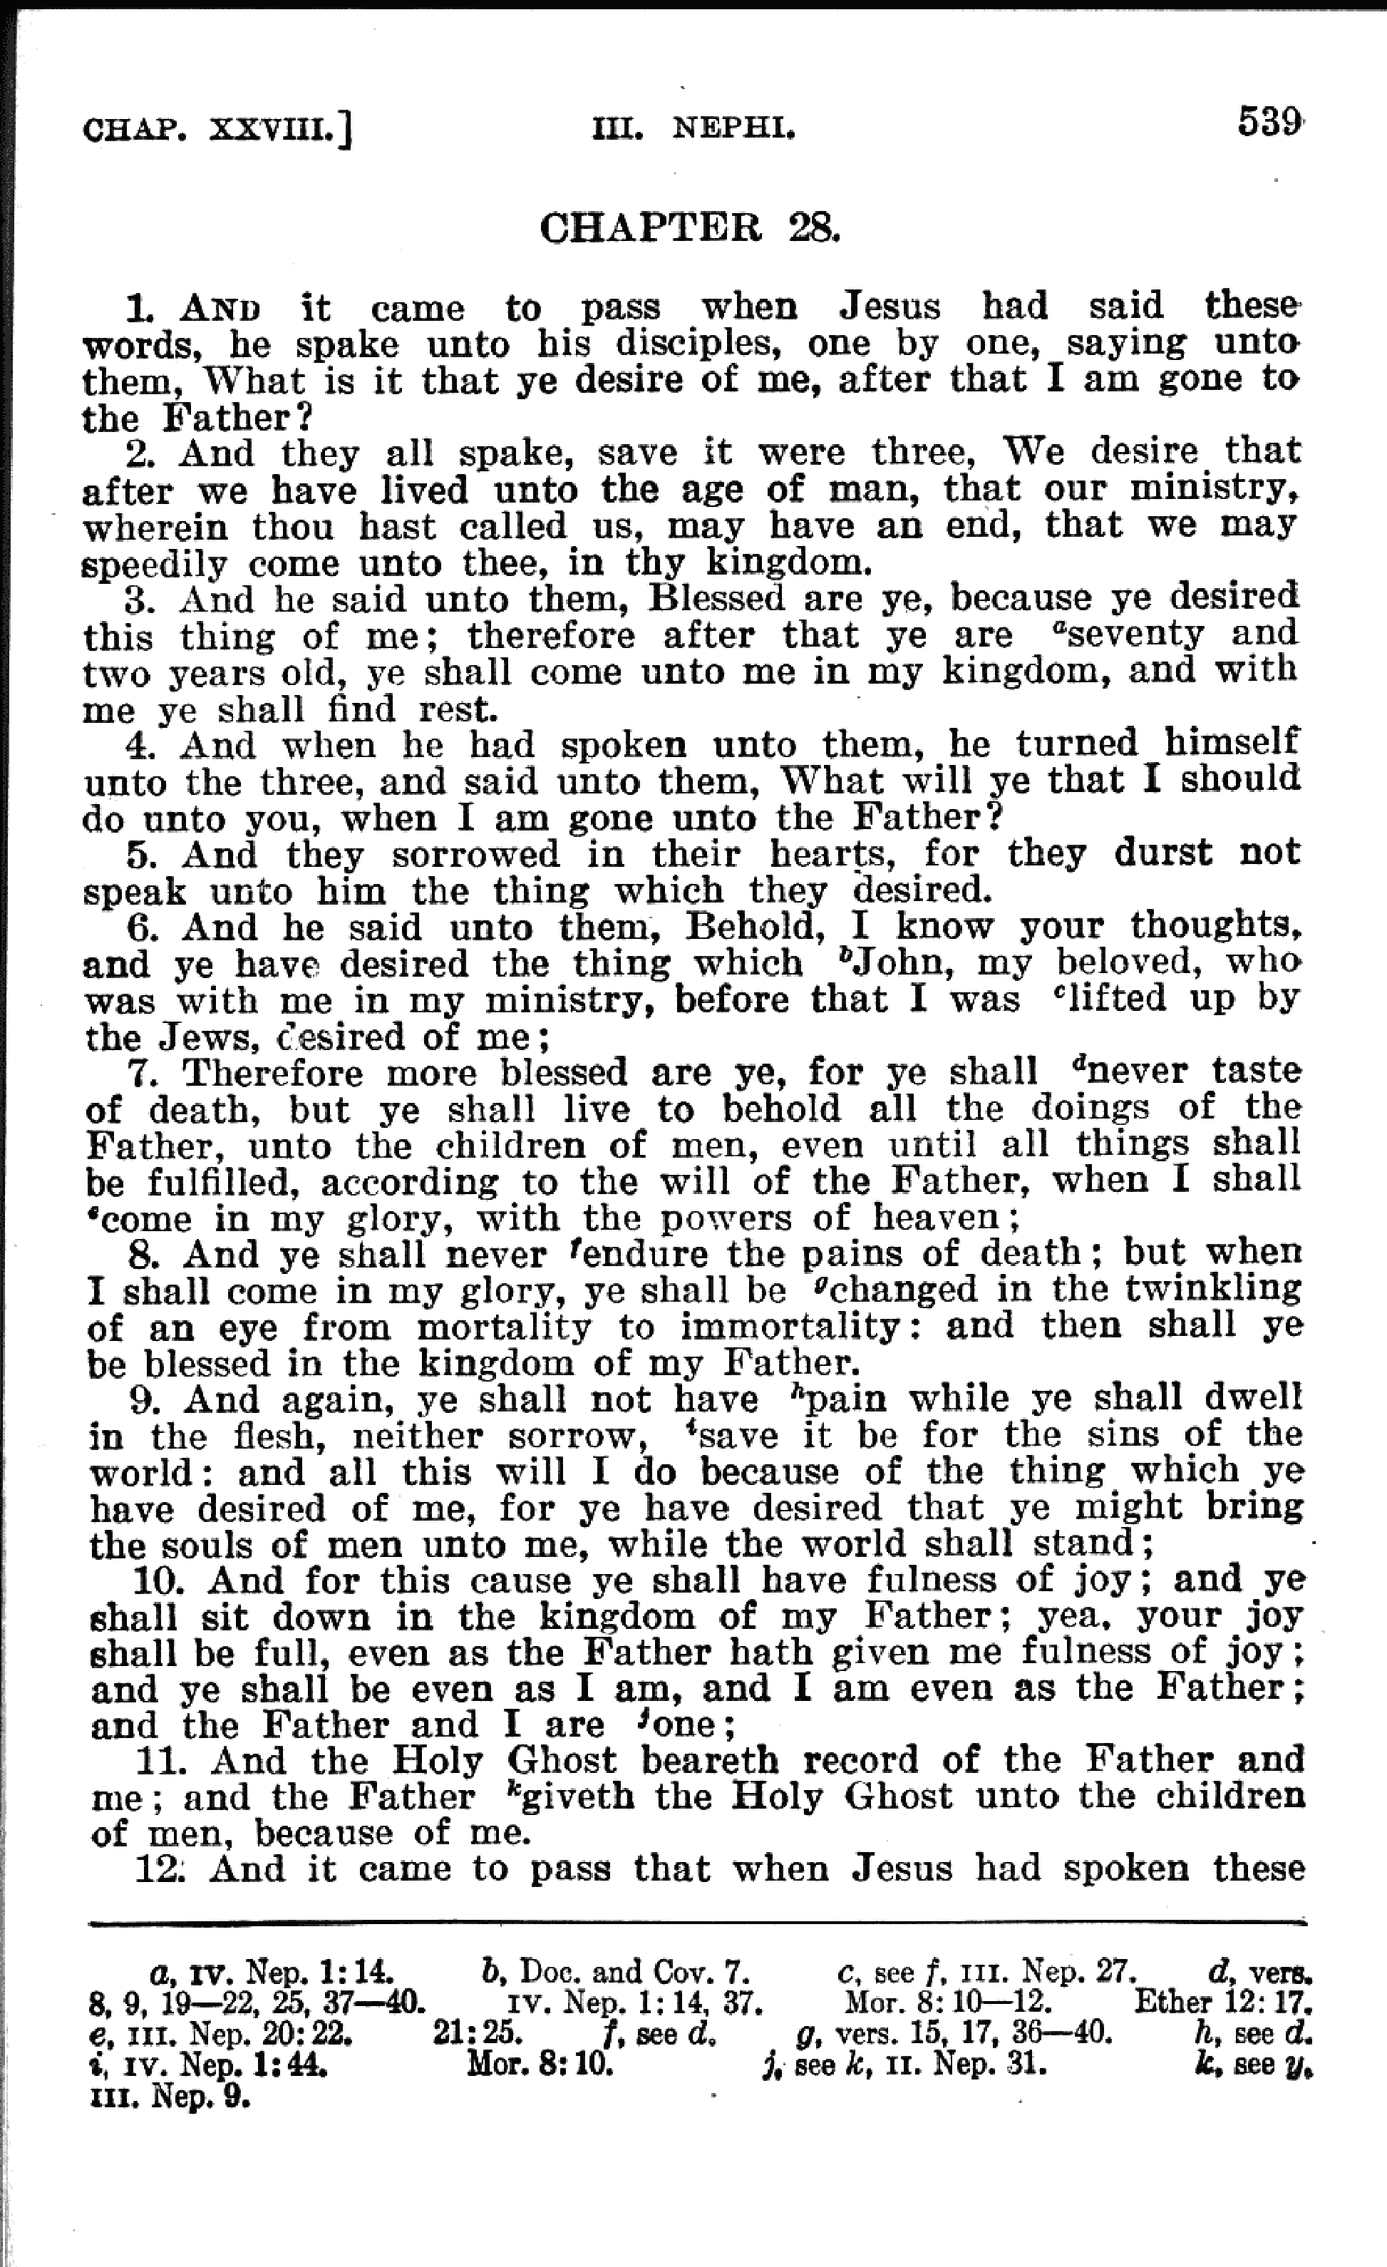 CHAP. XXVIII.] III. NEPHI. 539
CHAPTER 28.
1. AND it came to pass when Jesus had said these
words, he spake unto his disciples, one by one, saying unto
them, What is it that ye desire of me, after that I am gone to
the Father?
2. And they all spake, save it were three, We desire that
after we have lived unto the age of man, that our ministry,
wherein thou hast called us, may have an end, that we may
speedily come unto thee, in thy kingdom.
3. And he said unto them, Blessed are ye, because ye desired
this thing of me; therefore after that ye are ᵃseventy and
two years old, ye shall come unto me in my kingdom, and with
me ye shall find rest.
4. And when he had spoken unto them, he turned himself
unto the three, and said unto them, What will ye that I should
do unto you, when I am gone unto the Father?
5. And they sorrowed in their hearts, for they durst not
speak unto him the thing which they desired.
6. And he said unto them, Behold, I know your thoughts,
and ye have desired the thing which ᵇJohn, my beloved, who
was with me in my ministry, before that I was ᶜlifted up by
the Jews, desired of me;
7. Therefore more blessed are ye, for ye shall ᵈnever taste
of death, but ye shall live to behold all the doings of the
Father, unto the children of men, even until all things shall
be fulfilled, according to the will of the Father, when I shall
ᵉcome in my glory, with the powers of heaven;
8. And ye shall never ᶠendure the pains of death; but when
I shall come in my glory, ye shall be ᵍchanged in the twinkling
of an eye from mortality to immortality: and then shall ye
be blessed in the kingdom of my Father.
9. And again, ye shall not have ʰpain while ye shall dwell
in the flesh, neither sorrow, ⁱsave it be for the sins of the
world: and all this will I do because of the thing which ye
have desired of me, for ye have desired that ye might bring
the souls of men unto me, while the world shall stand;
10. And for this cause ye shall have fulness of joy; and ye
shall sit down in the kingdom of my Father; yea, your joy
shall be full, even as the Father hath given me fulness of joy;
and ye shall be even as I am, and I am even as the Father;
and the Father and I are ʲone;
11. And the Holy Ghost beareth record of the Father and
me; and the Father ᵏgiveth the Holy Ghost unto the children
of men, because of me.
12. And it came to pass that when Jesus had spoken these
a, IV. Nep. 1:14. b, Doc. and Cov. 7. c, see f, III. Nep. 27. d, vers.
8, 9, 19—22, 25, 37—40. IV. Nep. 1:14, 37. Mor. 8:10—12. Ether 12:17.
e, III. Nep. 20:22. 21:25. f, see d. g, vers. 15, 17, 36—40. h, see d.
i, IV. Nep. 1:44. Mor. 8:10. j, see k, II. Nep. 31. k, see y,
III. Nep. 9.